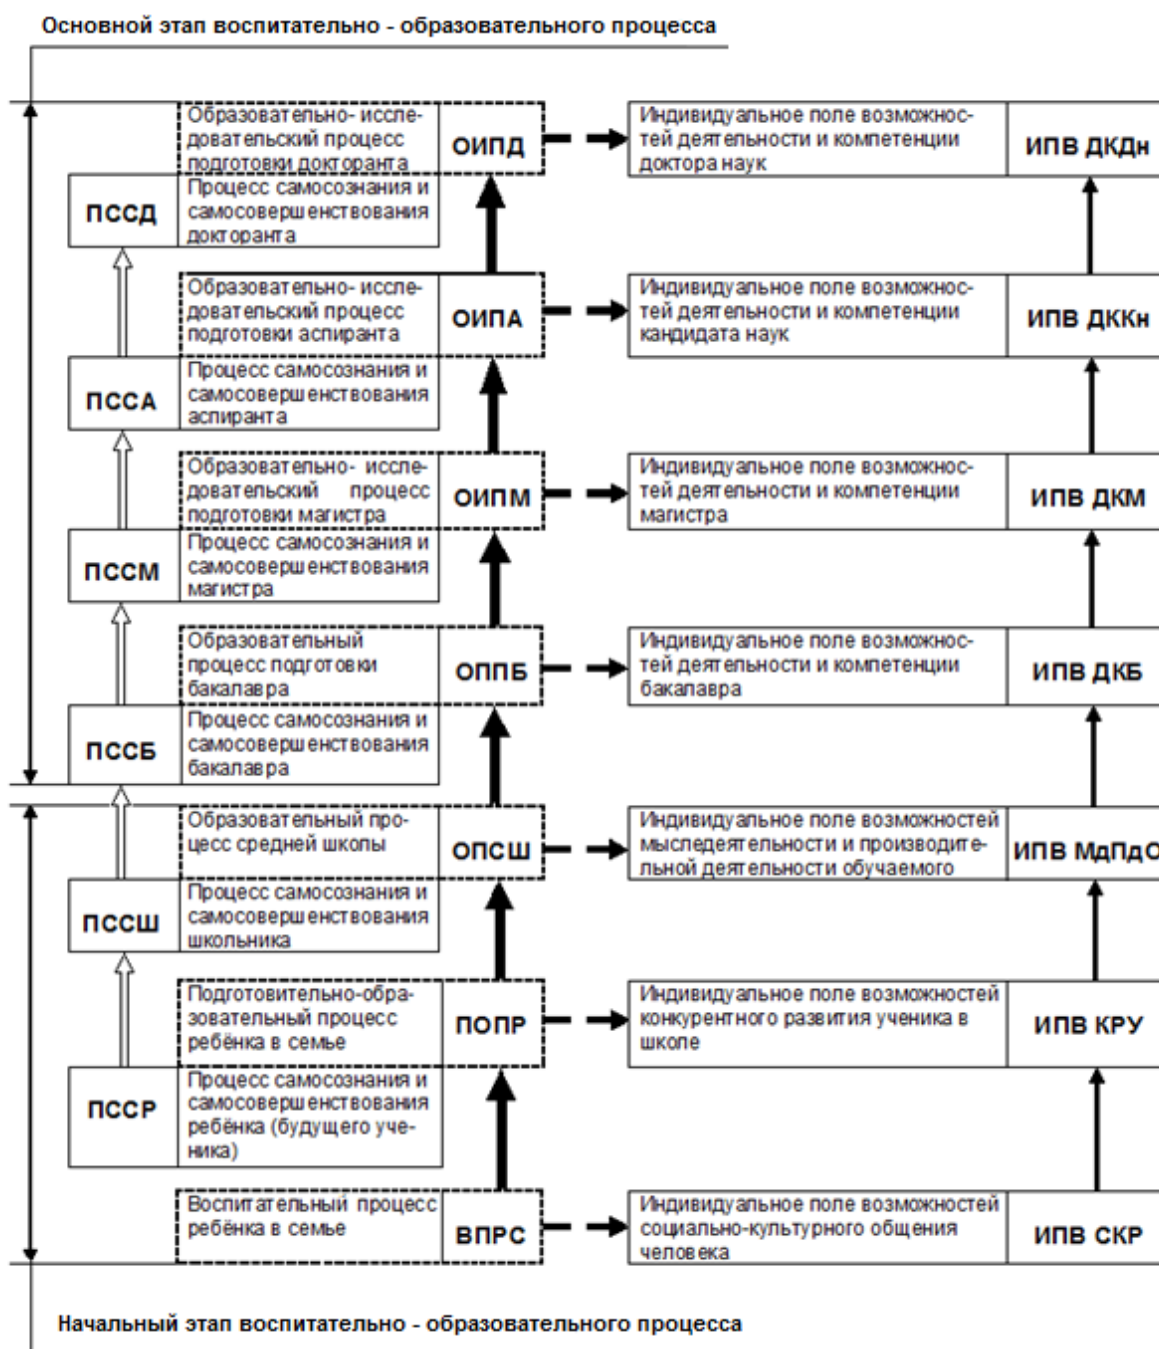 Основной этап воспитательно - образовательного процесса
Образовательно- иссле-
довательский процесс
подготовки докторанта
ОИПД
Индивидуальное поле возможнос-
тей деятельности и компетенции
доктора наук
ИПВ ДКДн
ПССД
Процесс самосознания и
самосовершенствования
докторанта
Образовательно- иссле-
довательский процесс
подготовки аспиранта
ОИПА
Индивидуальное поле возможнос-
тей деятельности и компетенции
кандидата наук
ИПВ ДККн
ПССА
Процесс самосознания и
самосовершенствования
аспиранта
Образовательно- иссле-
довательский процесс
подготовки магистра
ОИПМ
Индивидуальное поле возможнос-
тей деятельности и компетенции
магистра
ИПВ ДКМ
ПССМ
Процесс самосознания и
самосовершенствования
магистра
Образовательный
процесс подготовки
бакалавра
ОППБ
Индивидуальное поле возможнос-
тей деятельности и компетенции
бакалавра
ИПВ ДКБ
ПССБ
Процесс самосознания и
самосовершенствования
бакалавра
Образовательный про-
цесс средней школы
ОПСШ
Индивидуальное поле возможностей
мыследеятельности и производитe-
льной деятельности обучаемого
ИПВ МдПдО
ПССШ
Процесс самосознания и
самосовершенствования
школьника
Подготовительно-обра-
зовательный процесс
ребёнка в семье
ПОПР
Индивидуальное поле возможностей
конкурентного развития ученика в
школе
ИПВ КРУ
ПССР
Процесс самосознания и
самосовершенствования
ребёнка (будущего уче-
ника)
Воспитательный процесс
ребёнка в семье
ВПРС
Индивидуальное поле возможностей
социально-культурного общения
человека
ИПВ СКР
Начальный этап воспитательно - образовательного процесса